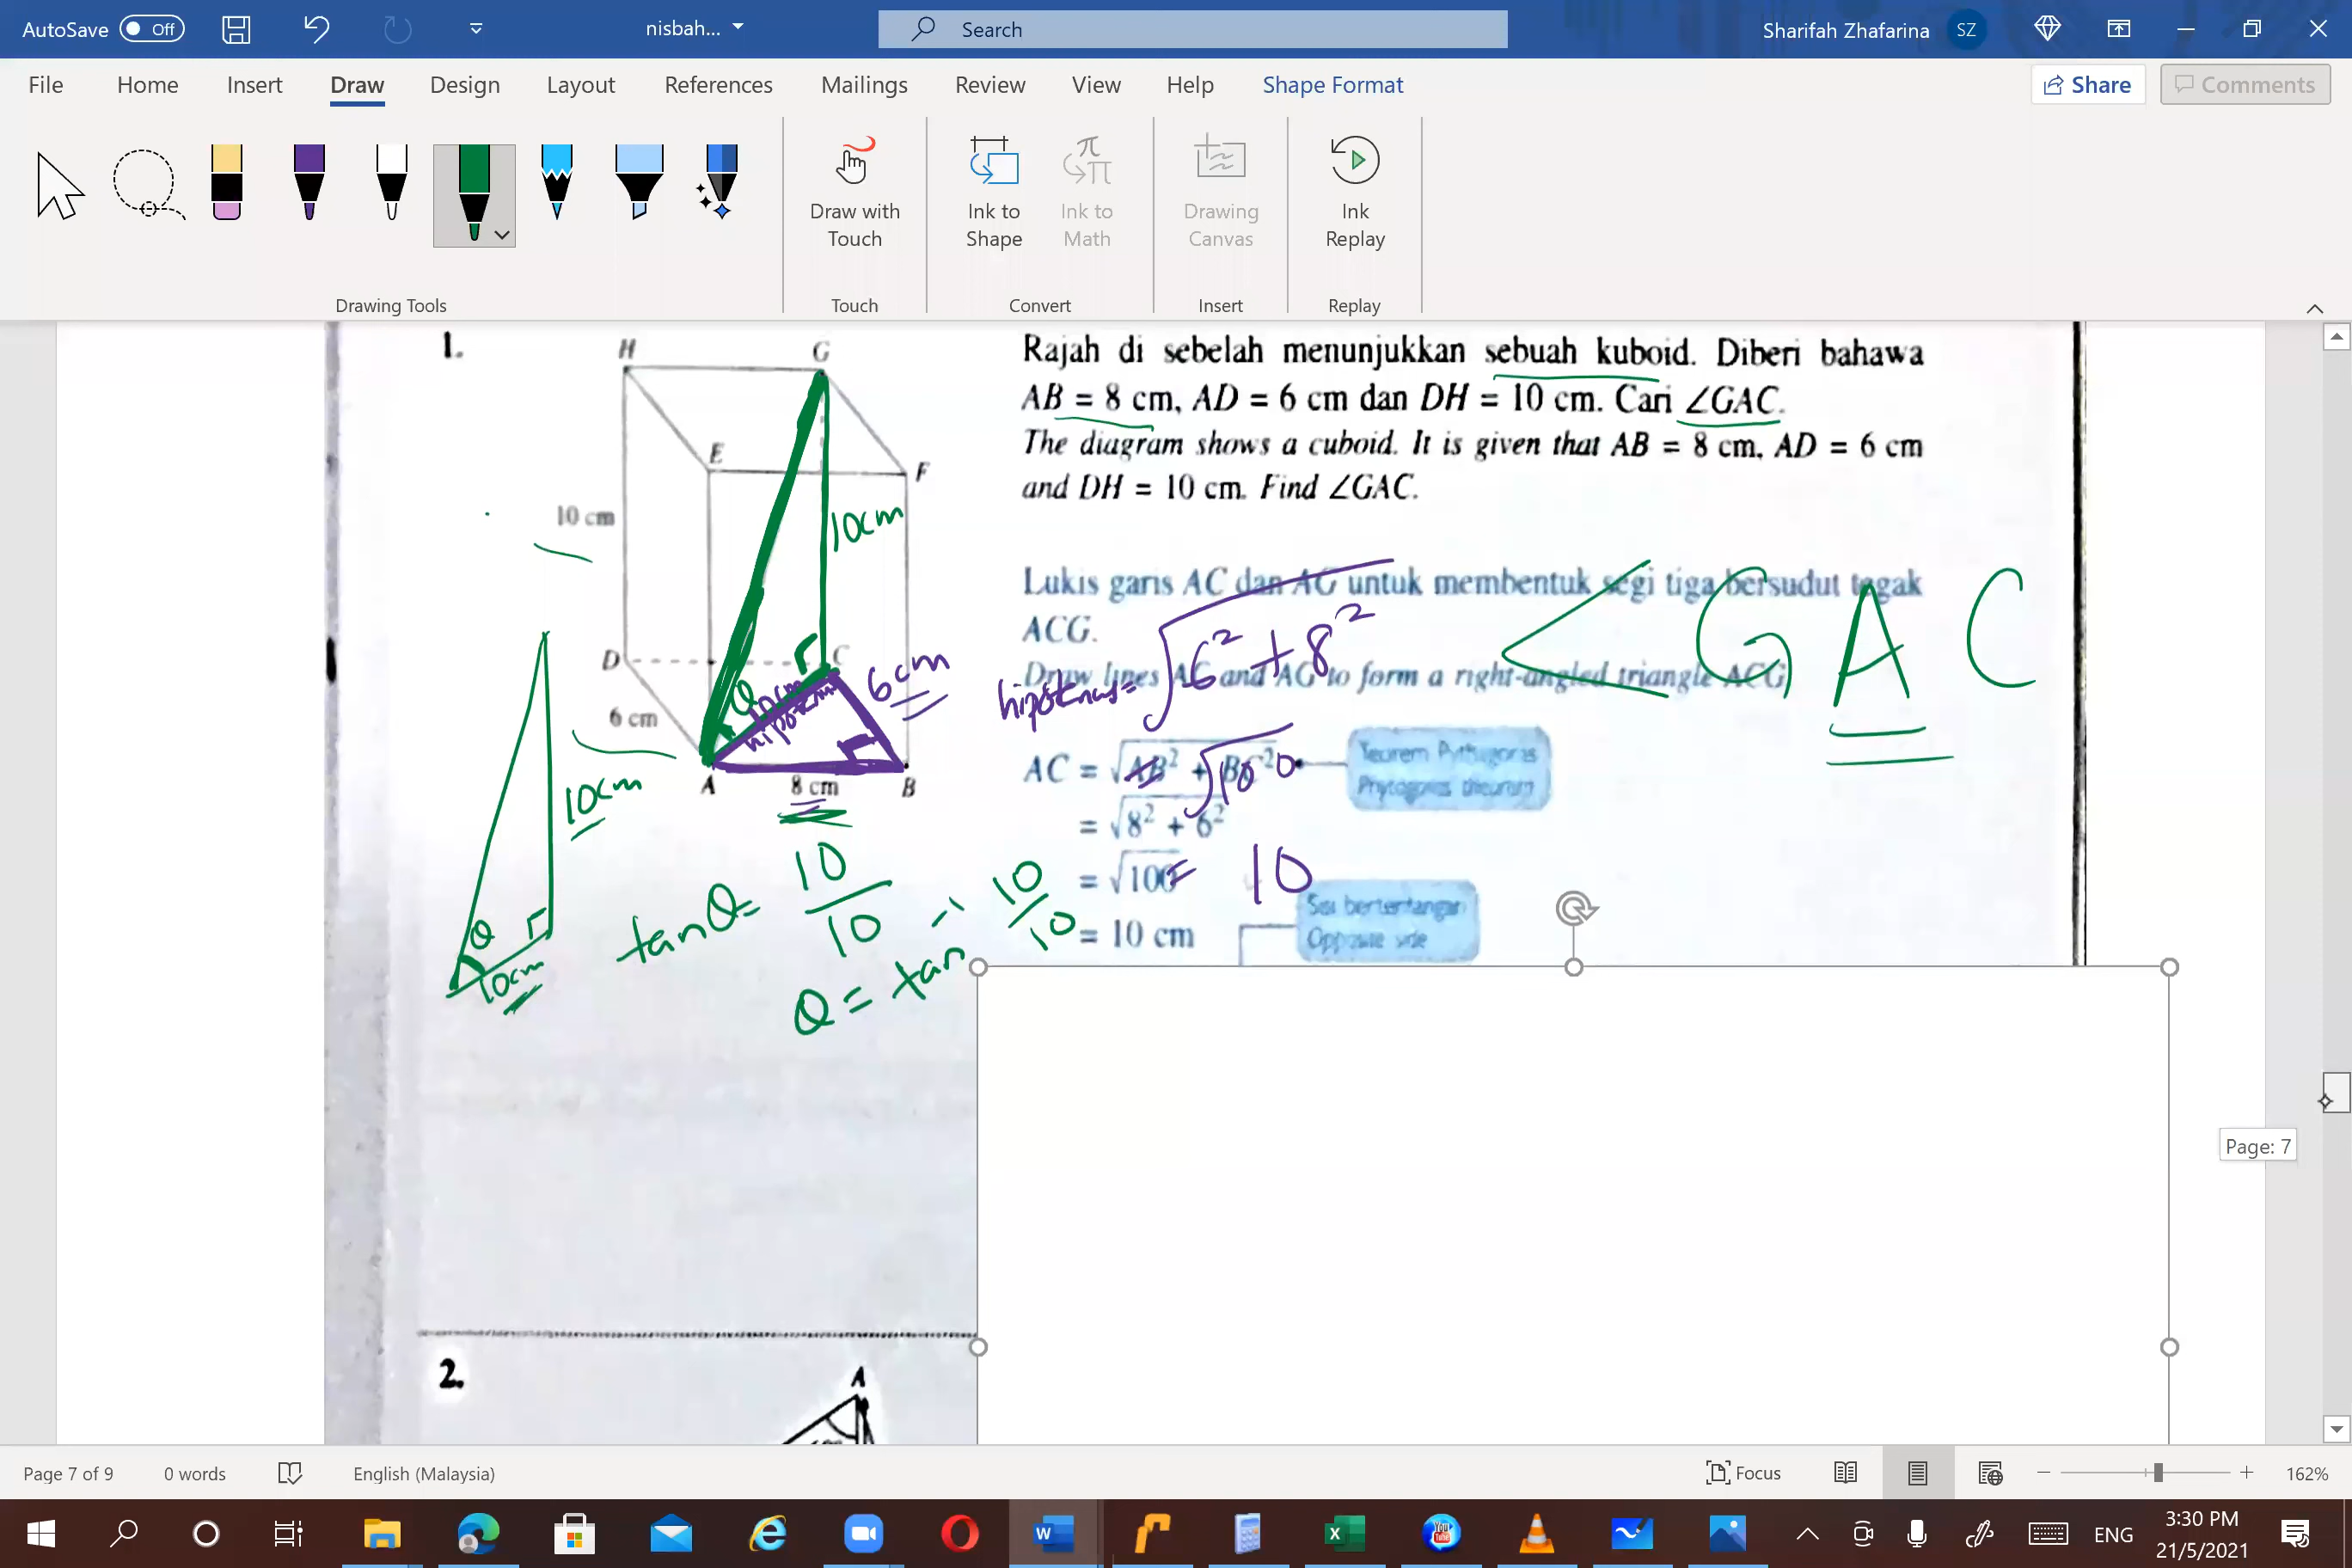 AutoSave Off
nisbah...
Search
Sharifah Zhafarina SZ
File Home Insert Draw Design Layout References Mailings Review View Help Shape Format
Share Comments
Draw with Touch
Ink to Shape
Ink to Math
Drawing Canvas
Ink Replay
Drawing Tools Touch Convert Insert Replay
1.
H G
E F
10 cm
10cm
D C
6 cm
6cm
10cm
hipotenus
θ
A 8 cm B
Rajah di sebelah menunjukkan sebuah kuboid. Diberi bahawa
AB = 8 cm, AD = 6 cm dan DH = 10 cm. Cari ∠GAC.
The diagram shows a cuboid. It is given that AB = 8 cm, AD = 6 cm
and DH = 10 cm. Find ∠GAC.
Lukis garis AC dan AG untuk membentuk segi tiga bersudut tegak
ACG.
Draw lines AC and AG to form a right-angled triangle ACG
<GAC
hipotenus = √6² + 8²
= √100
= 10
AC = √AB² + BC²
= √8² + 6²
= √100
= 10 cm
Teorem Pythagoras
Phytagoras theorem
Sisi bertentangan
Opposite side
10cm
θ
10cm
tan θ = 10/10
θ = tan⁻¹ 10/10
2.
A
Page: 7
Page 7 of 9 0 words English (Malaysia) Focus 162%
ENG
3:30 PM
21/5/2021